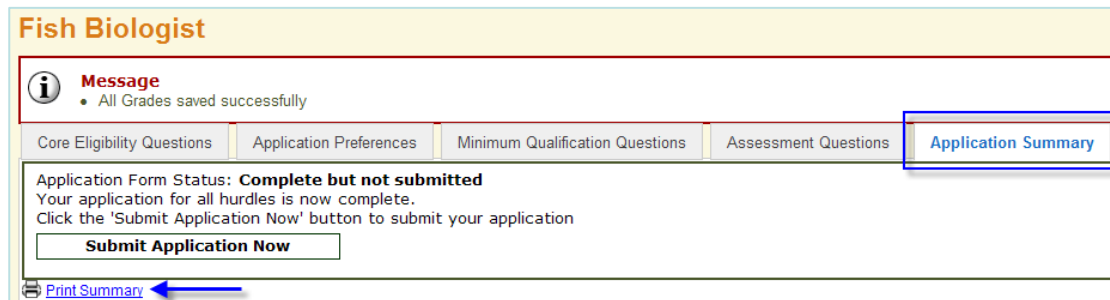 Fish Biologist
Message
• All Grades saved successfully
Core Eligibility Questions Application Preferences Minimum Qualification Questions Assessment Questions Application Summary
Application Form Status: Complete but not submitted
Your application for all hurdles is now complete.
Click the 'Submit Application Now' button to submit your application
Submit Application Now
Print Summary